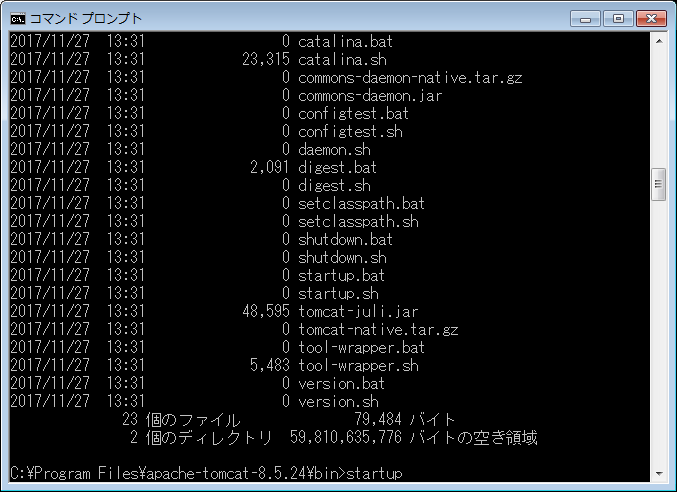 コマンド プロンプト
2017/11/27  13:31                 0 catalina.bat
2017/11/27  13:31            23,315 catalina.sh
2017/11/27  13:31                 0 commons-daemon-native.tar.gz
2017/11/27  13:31                 0 commons-daemon.jar
2017/11/27  13:31                 0 configtest.bat
2017/11/27  13:31                 0 configtest.sh
2017/11/27  13:31                 0 daemon.sh
2017/11/27  13:31             2,091 digest.bat
2017/11/27  13:31                 0 digest.sh
2017/11/27  13:31                 0 setclasspath.bat
2017/11/27  13:31                 0 setclasspath.sh
2017/11/27  13:31                 0 shutdown.bat
2017/11/27  13:31                 0 shutdown.sh
2017/11/27  13:31                 0 startup.bat
2017/11/27  13:31                 0 startup.sh
2017/11/27  13:31            48,595 tomcat-juli.jar
2017/11/27  13:31                 0 tomcat-native.tar.gz
2017/11/27  13:31                 0 tool-wrapper.bat
2017/11/27  13:31             5,483 tool-wrapper.sh
2017/11/27  13:31                 0 version.bat
2017/11/27  13:31                 0 version.sh
23 個のファイル              79,484 バイト
2 個のディレクトリ  59,810,635,776 バイトの空き領域
C:¥Program Files¥apache-tomcat-8.5.24¥bin>startup